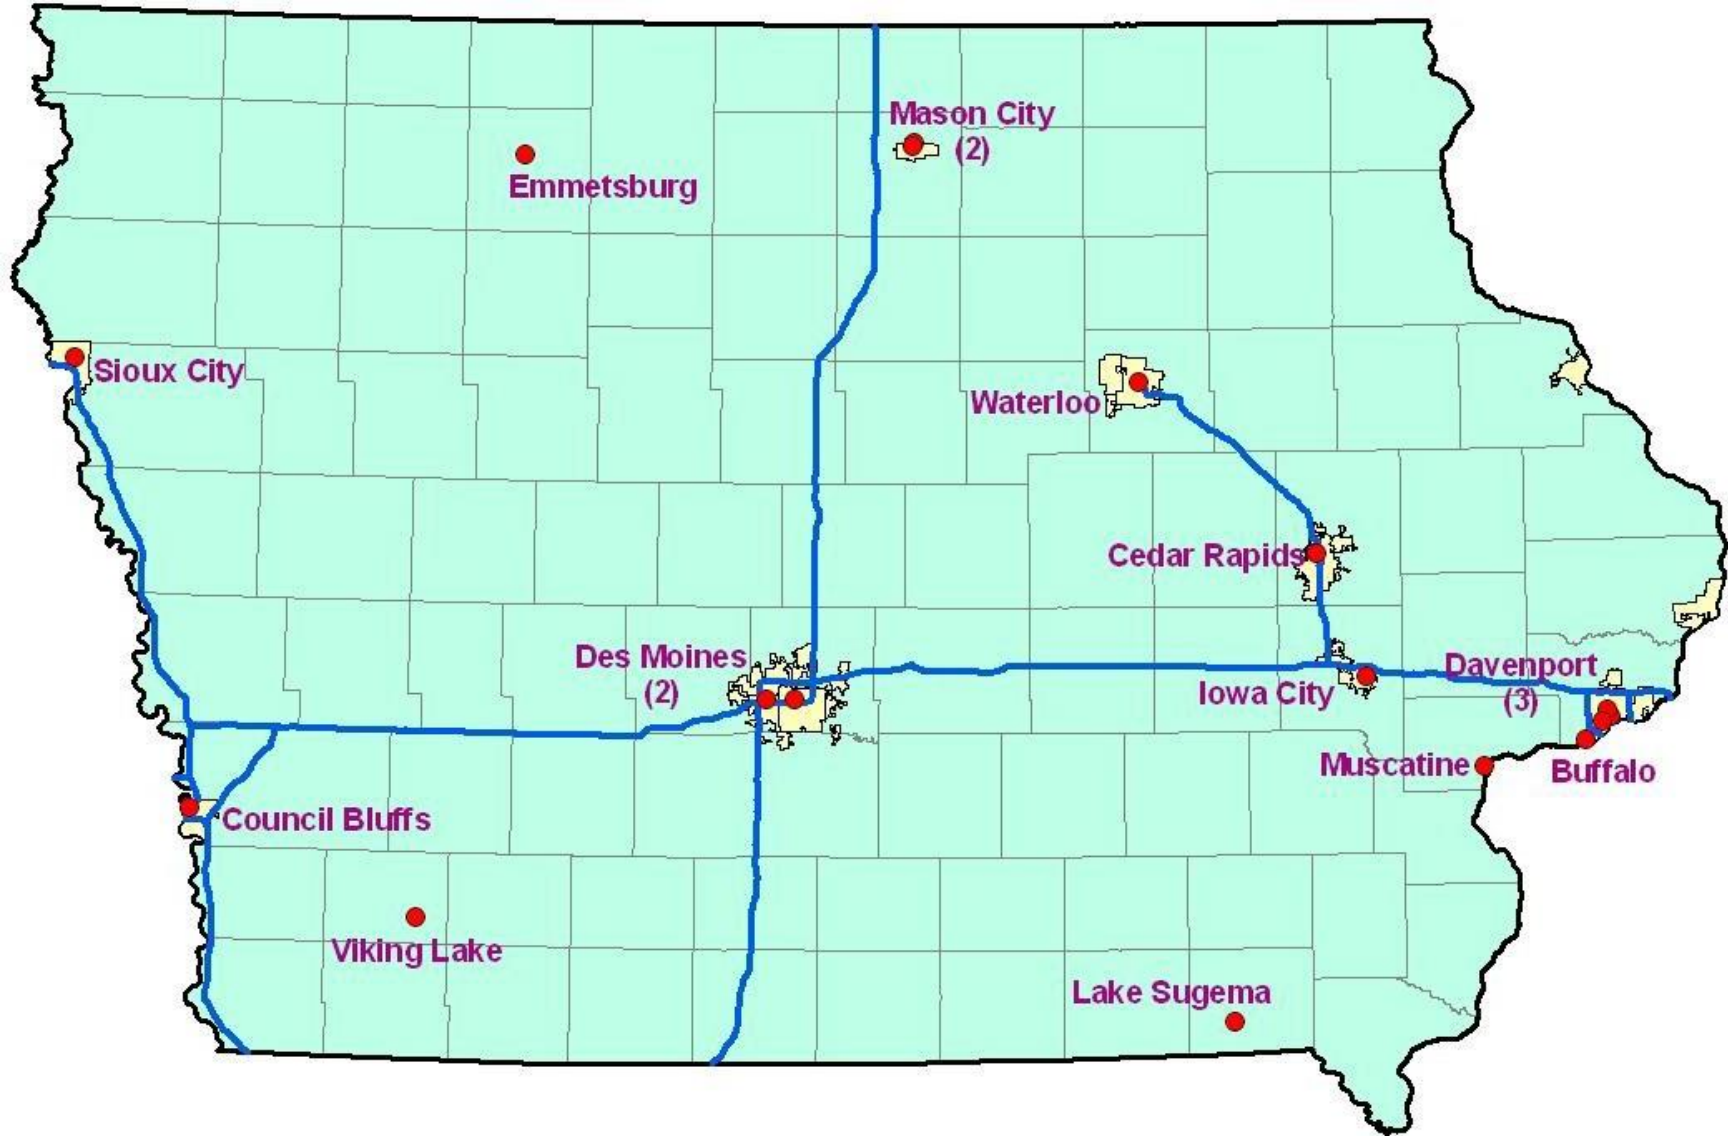 Mason City
(2)
Emmetsburg
Sioux City
Waterloo
Cedar Rapids
Des Moines
(2)
Davenport
(3)
Iowa City
Muscatine
Buffalo
Council Bluffs
Viking Lake
Lake Sugema